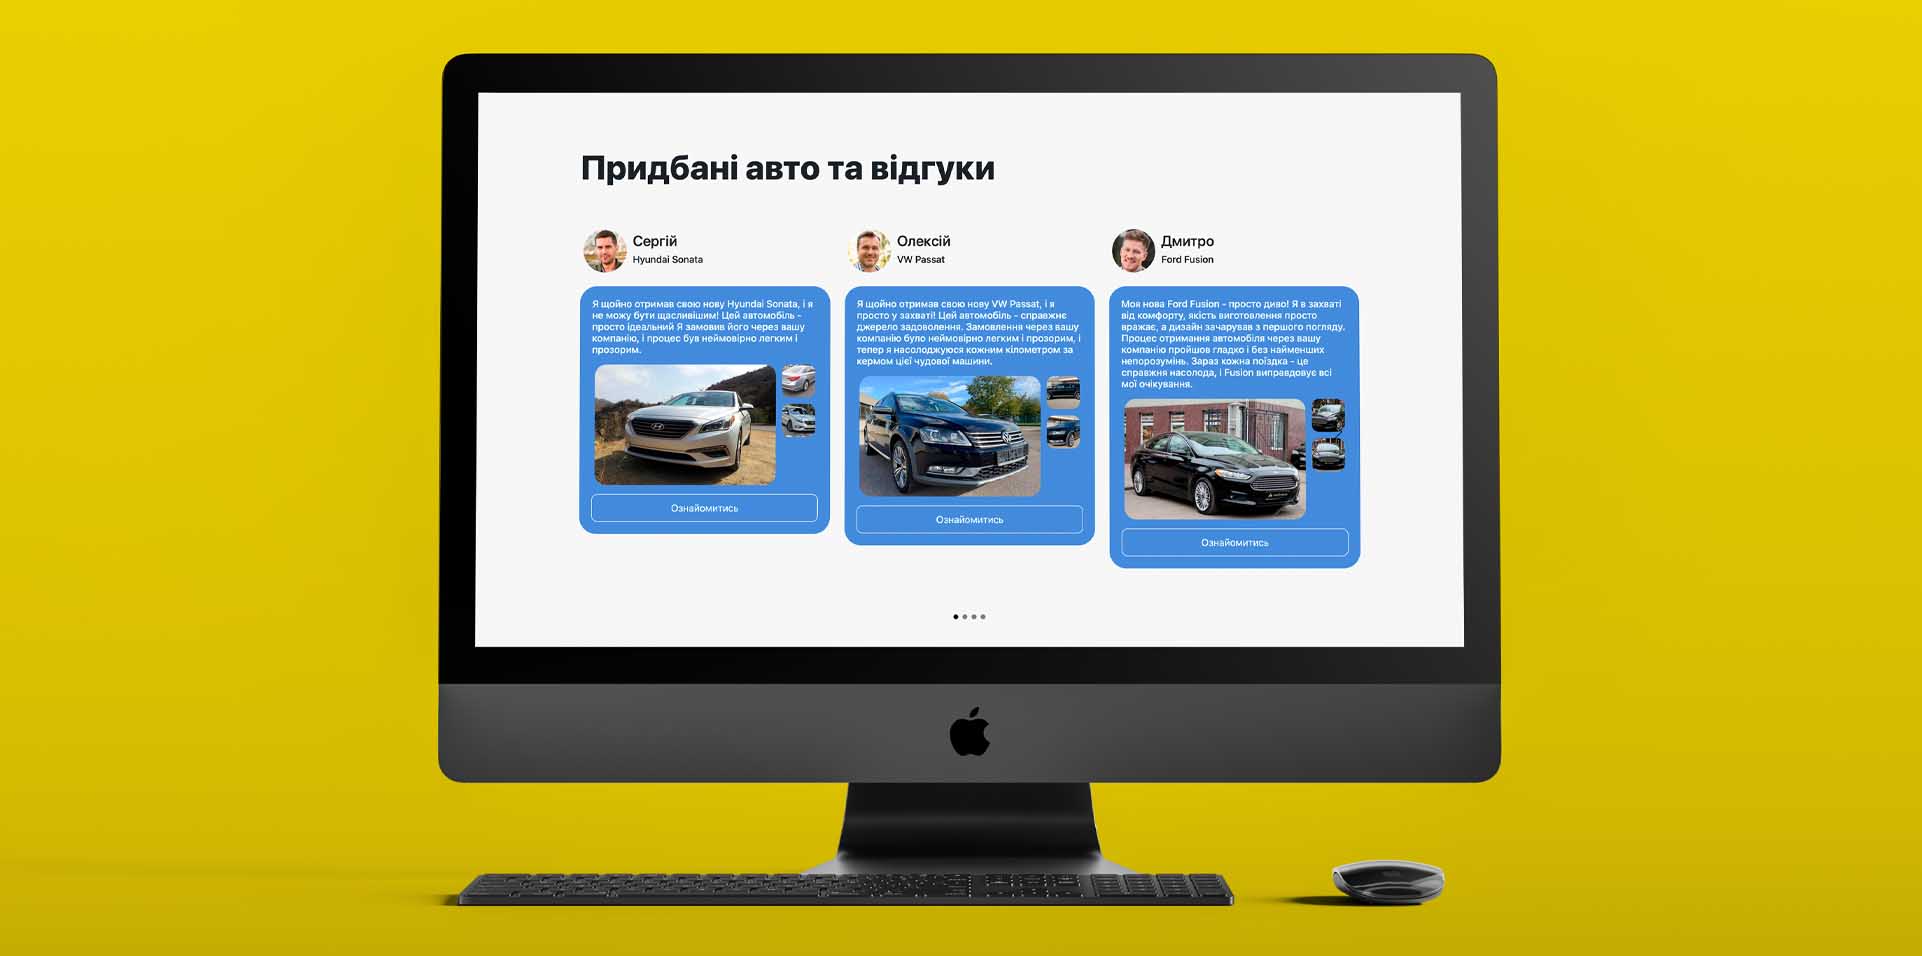 Придбані авто та відгуки
Сергій
Hyundai Sonata
Я щойно отримав свою нову Hyundai Sonata, і я
не можу бути щасливішим! Цей автомобіль -
просто ідеальний Я замовив його через вашу
компанію, і процес був неймовірно легким і
прозорим.
Ознайомитись
Олексій
VW Passat
Я щойно отримав свою нову VW Passat, і я
просто у захваті! Цей автомобіль - справжнє
джерело задоволення. Замовлення через вашу
компанію було неймовірно легким і прозорим, і
тепер я насолоджуюся кожним кілометром за
кермом цієї чудової машини.
Ознайомитись
Дмитро
Ford Fusion
Моя нова Ford Fusion - просто диво! Я в захваті
від комфорту, якість виготовлення просто
вражає, а дизайн зачарував з першого погляду.
Процес отримання автомобіля через вашу
компанію пройшов гладко і без найменших
непорозумінь. Зараз кожна поїздка - це
справжня насолода, і Fusion виправдовує всі
мої очікування.
Ознайомитись